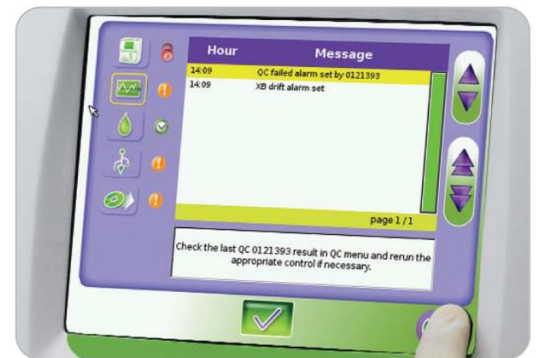 Hour Message
14:09 QC failed alarm set by 0121393
14:09 XB drift alarm set
page 1 / 1
Check the last QC 0121393 result in QC menu and rerun the
appropriate control if necessary.